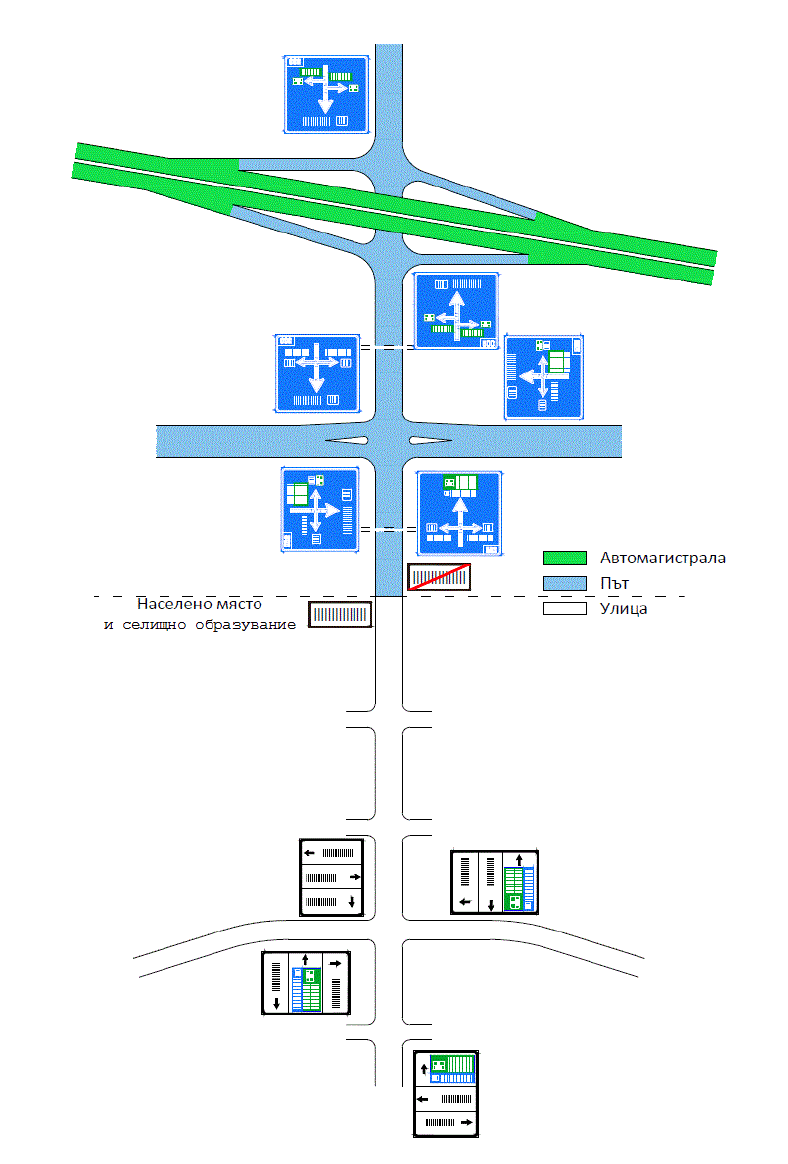 Автомагистрала
Път
Улица
Населено място
и селищно образувание